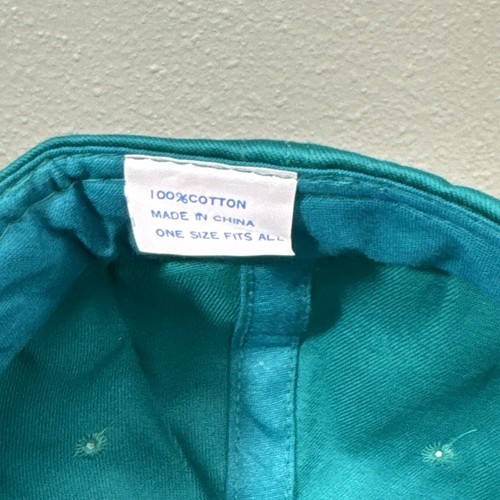 100%COTTON
MADE IN CHINA
ONE SIZE FITS ALL